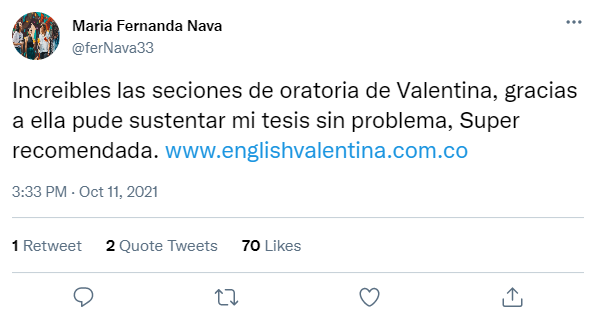 Maria Fernanda Nava
@ferNava33
Increibles las seciones de oratoria de Valentina, gracias
a ella pude sustentar mi tesis sin problema, Super
recomendada. www.englishvalentina.com.co
3:33 PM · Oct 11, 2021
1 Retweet 2 Quote Tweets 70 Likes